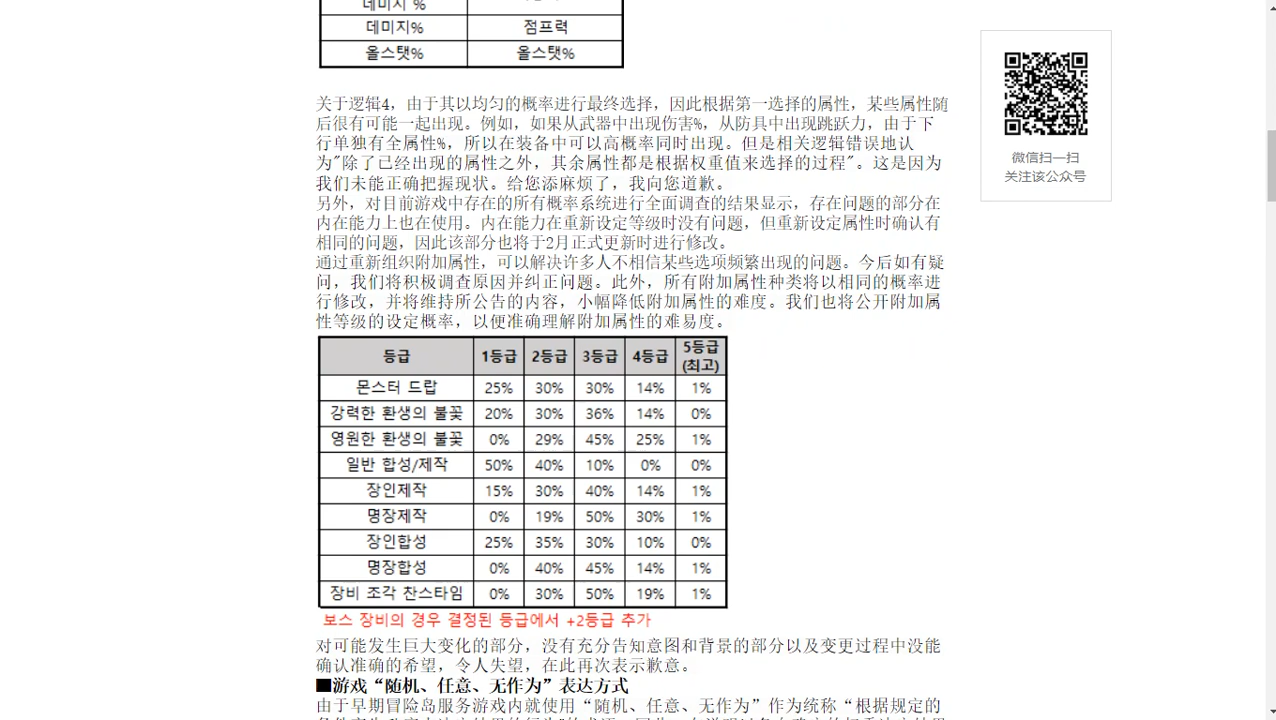 데미지 %
데미지% 점프력
올스탯% 올스탯%
关于逻辑4，由于其以均匀的概率进行最终选择，因此根据第一选择的属性，某些属性随
后很有可能一起出现。例如，如果从武器中出现伤害%，从防具中出现跳跃力，由于下
行单独有全属性%，所以在装备中可以高概率同时出现。但是相关逻辑错误地认
为"除了已经出现的属性之外，其余属性都是根据权重值来选择的过程"。这是因为
我们未能正确把握现状。给您添麻烦了，我向您道歉。
另外，对目前游戏中存在的所有概率系统进行全面调查的结果显示，存在问题的部分在
内在能力上也在使用。内在能力在重新设定等级时没有问题，但重新设定属性时确认有
相同的问题，因此该部分也将于2月正式更新时进行修改。
通过重新组织附加属性，可以解决许多人不相信某些选项频繁出现的问题。今后如有疑
问，我们将积极调查原因并纠正问题。此外，所有附加属性种类将以相同的概率进
行修改，并将维持所公告的内容，小幅降低附加属性的难度。我们也将公开附加属
性等级的设定概率，以便准确理解附加属性的难易度。
등급 1등급 2등급 3등급 4등급 5등급
(최고)
몬스터 드랍 25% 30% 30% 14% 1%
강력한 환생의 불꽃 20% 30% 36% 14% 0%
영원한 환생의 불꽃 0% 29% 45% 25% 1%
일반 합성/제작 50% 40% 10% 0% 0%
장인제작 15% 30% 40% 14% 1%
명장제작 0% 19% 50% 30% 1%
장인합성 25% 35% 30% 10% 0%
명장합성 0% 40% 45% 14% 1%
장비 조각 찬스타임 0% 30% 50% 19% 1%
보스 장비의 경우 결정된 등급에서 +2등급 추가
对可能发生巨大变化的部分，没有充分告知意图和背景的部分以及变更过程中没能
确认准确的希望，令人失望，在此再次表示歉意。
■游戏“随机、任意、无作为”表达方式
由于早期冒险岛服务游戏内就使用“随机、任意、无作为”作为统称“根据规定的
微信扫一扫
关注该公众号